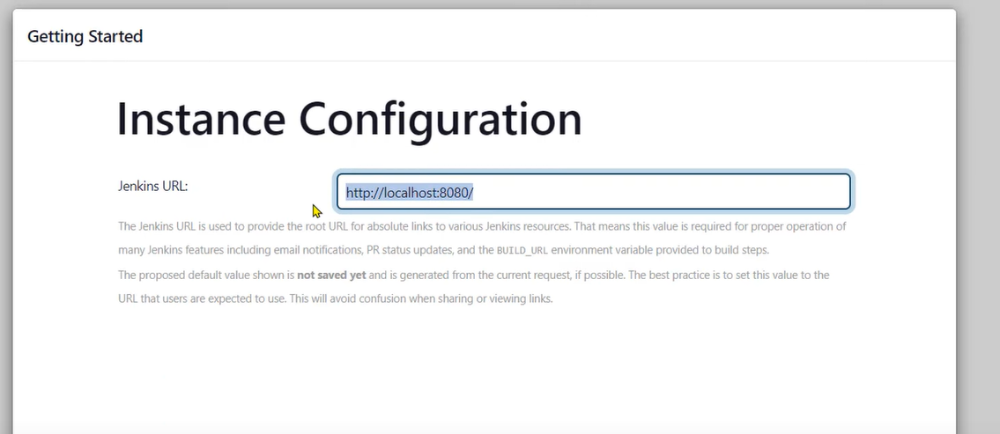 Getting Started
Instance Configuration
Jenkins URL:
http://localhost:8080/
The Jenkins URL is used to provide the root URL for absolute links to various Jenkins resources. That means this value is required for proper operation of
many Jenkins features including email notifications, PR status updates, and the BUILD_URL environment variable provided to build steps.
The proposed default value shown is not saved yet and is generated from the current request, if possible. The best practice is to set this value to the
URL that users are expected to use. This will avoid confusion when sharing or viewing links.